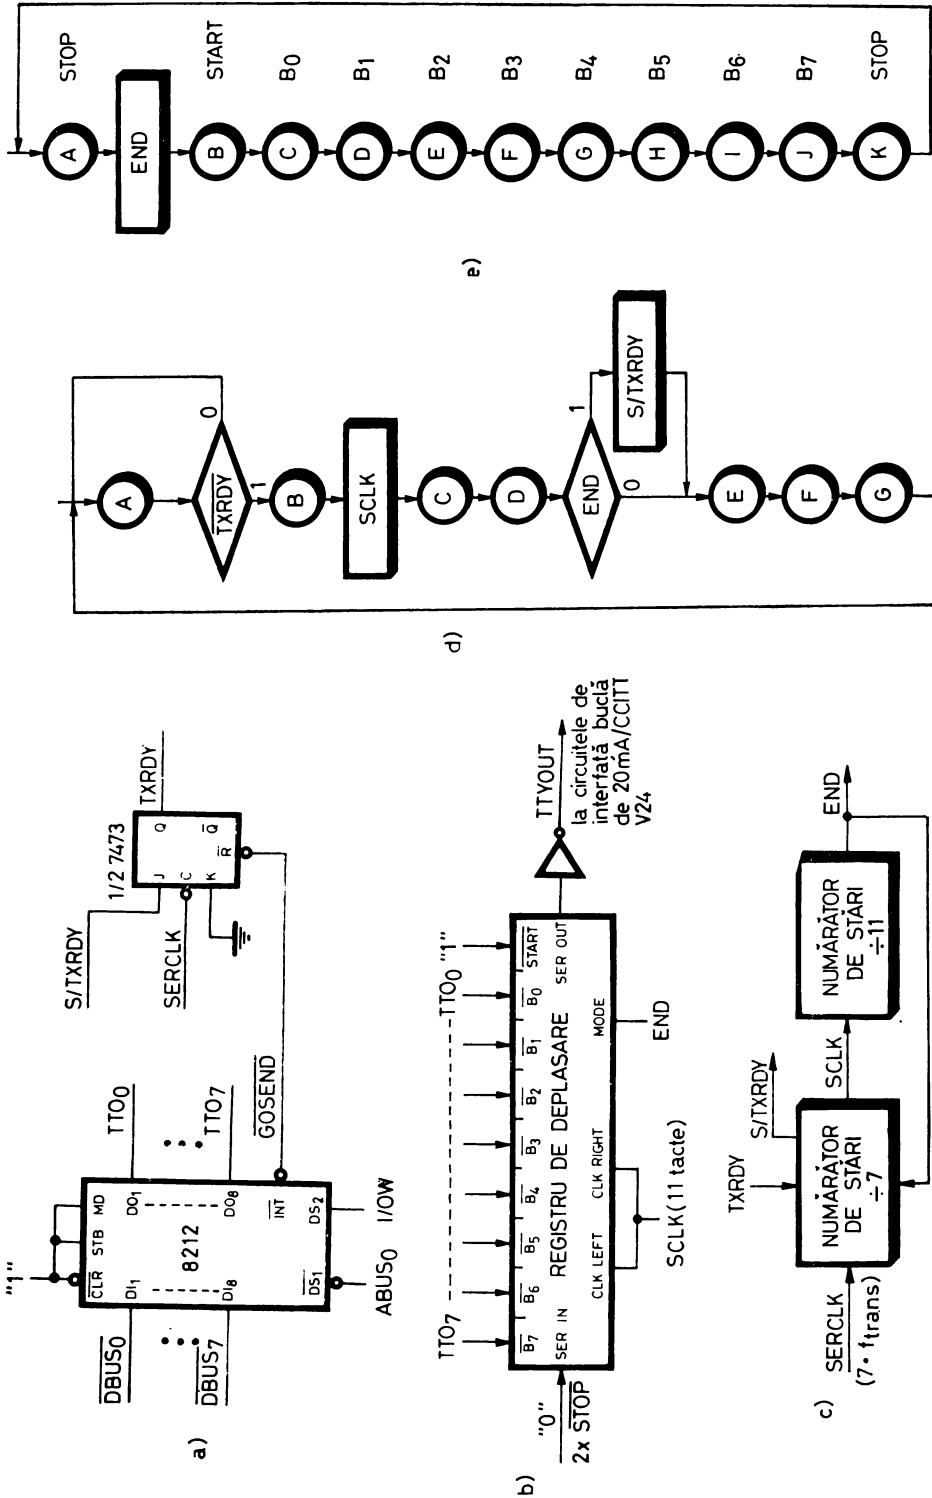 a)
"1"
CLR STB MD
DBUS0
DI1 DO1
TTO0
8212
DBUS7
DI8 DO8
TTO7
INT
GOSEND
DS1 DS2
ABUS0
I/OW
S/TXRDY
1/2 7473
TXRDY
J Q
SERCLK
C
K R Q
b)
TTO7 TTO0 "1"
B7 B6 B5 B4 B3 B2 B1 B0 START
"0"
2x STOP
SER IN REGISTRU DE DEPLASARE SER OUT
CLK LEFT CLK RIGHT MODE
SCLK(11 tacte)
END
TTYOUT
la circuitele de
interfață buclă
de 20mA/CCITT
V24
c)
TXRDY
S/TXRDY
SERCLK
(7• ftrans)
NUMĂRĂTOR
DE STĂRI
÷7
SCLK
NUMĂRĂTOR
DE STĂRI
÷11
END
d)
A
TXRDY
0
1
B
SCLK
C
D
END
1
0
S/TXRDY
E
F
G
e)
A STOP
END
B START
C B0
D B1
E B2
F B3
G B4
H B5
I B6
J B7
K STOP